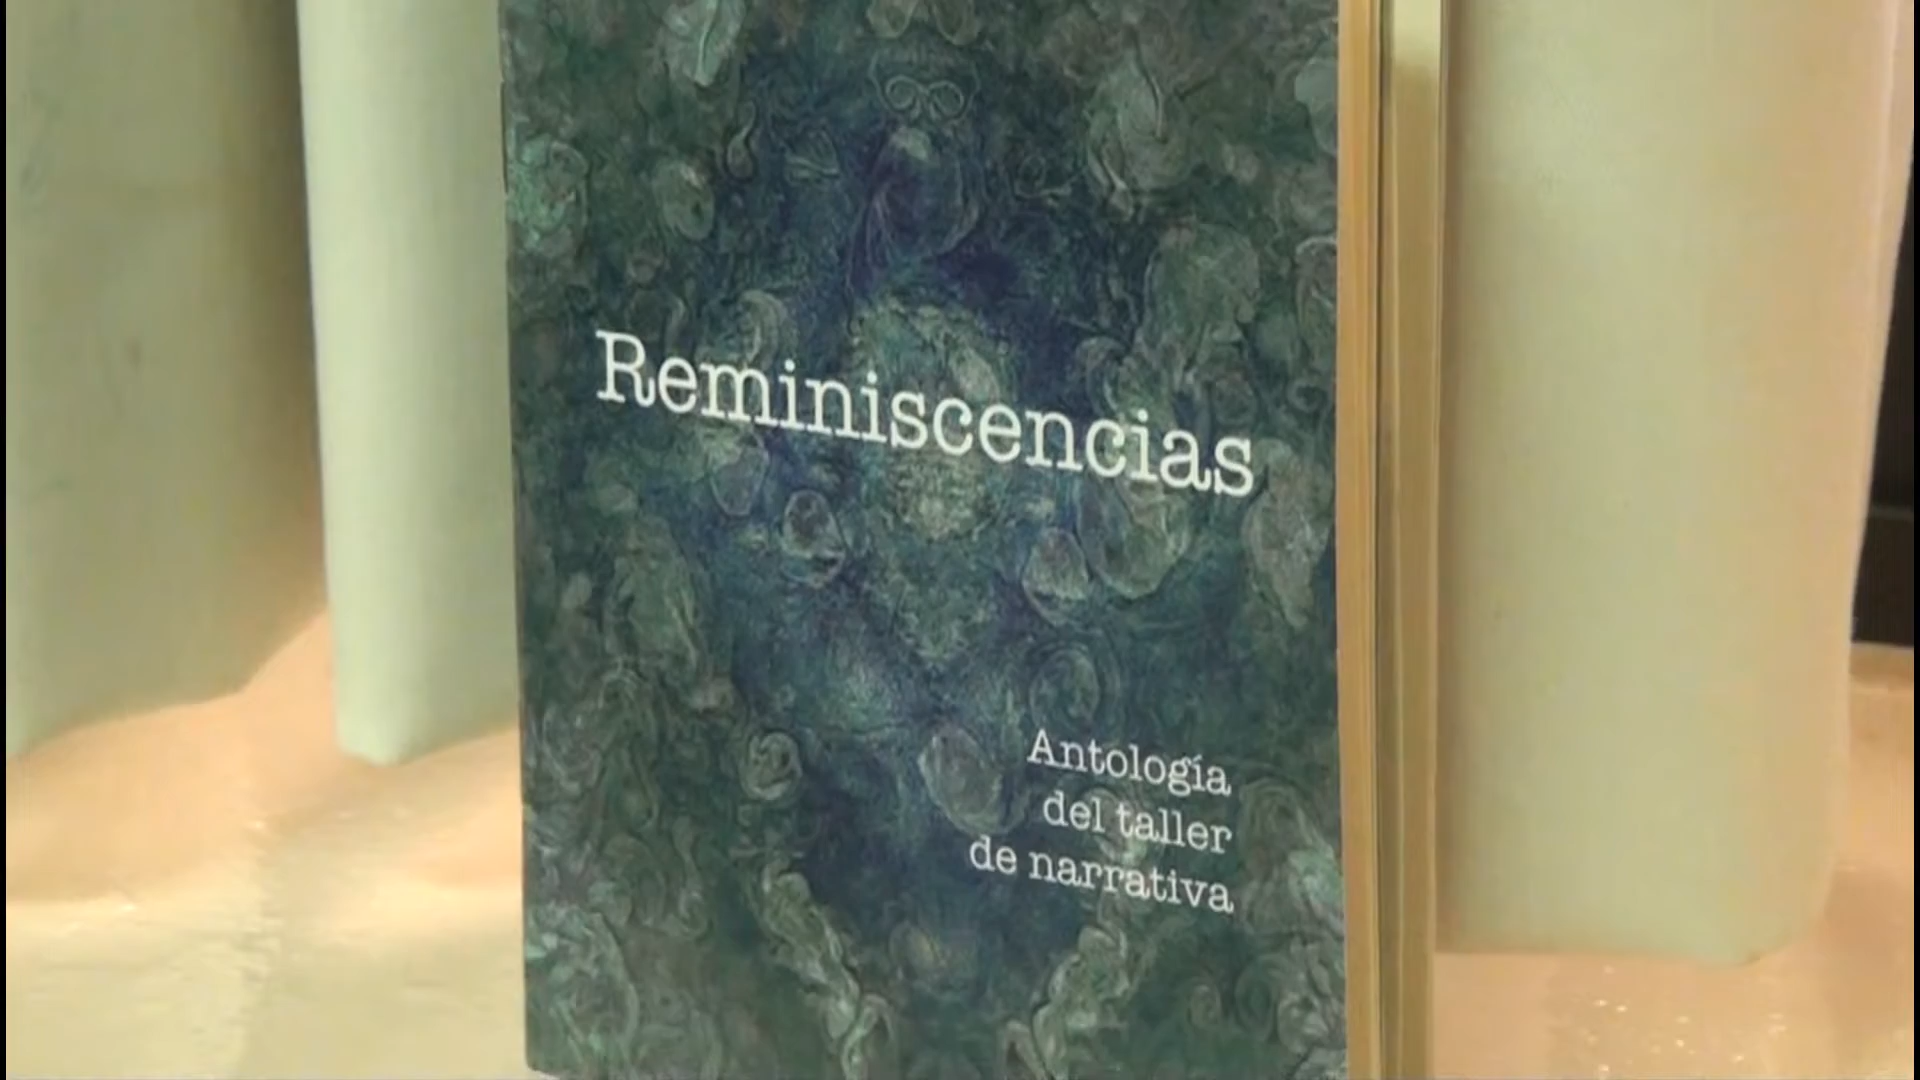 Reminiscencias
Antología
del taller
de narrativa